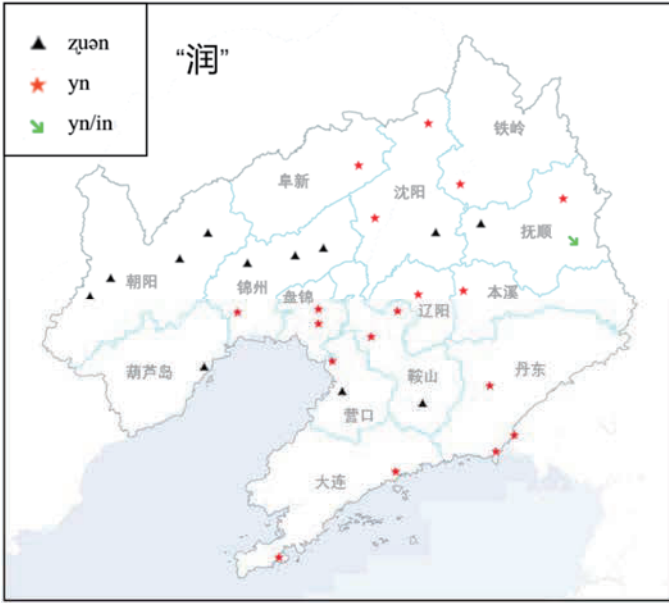 ʐuən
yn
yn/in
“润”
铁岭
阜新
沈阳
抚顺
朝阳
锦州
盘锦
辽阳
本溪
葫芦岛
鞍山
丹东
营口
大连